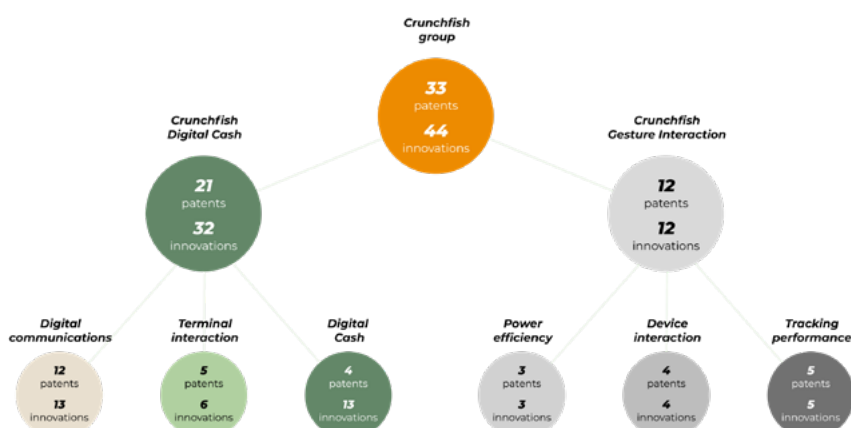 Crunchfish
group
33
patents
44
innovations
Crunchfish
Digital Cash
21
patents
32
innovations
Crunchfish
Gesture Interaction
12
patents
12
innovations
Digital
communications
12
patents
13
innovations
Terminal
interaction
5
patents
6
innovations
Digital
Cash
4
patents
13
innovations
Power
efficiency
3
patents
3
innovations
Device
interaction
4
patents
4
innovations
Tracking
performance
5
patents
5
innovations